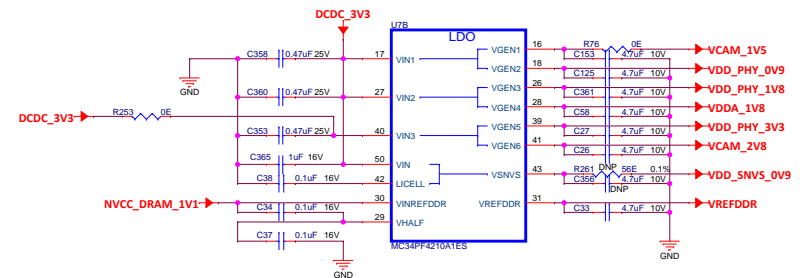 DCDC_3V3
U7B
LDO
C358 0.47uF 25V 17 VIN1 VGEN1 16 R76 0E VCAM_1V5
C153 4.7uF 10V
GND
VGEN2 18 VDD_PHY_0V9
C125 4.7uF 10V
C360 0.47uF 25V 27 VIN2 VGEN3 26 VDD_PHY_1V8
C361 4.7uF 10V
DCDC_3V3 R253 0E VGEN4 28 VDDA_1V8
C58 4.7uF 10V
C353 0.47uF 25V 40 VIN3 VGEN5 39 VDD_PHY_3V3
C27 4.7uF 10V
VGEN6 41 VCAM_2V8
C26 4.7uF 10V
C365 1uF 16V 50 VIN
DNP
C38 0.1uF 16V 42 LICELL VSNVS 43 R261 56E 0.1% VDD_SNVS_0V9
C356 4.7uF 10V
DNP
NVCC_DRAM_1V1 30 VINREFDDR VREFDDR 31 VREFDDR
C34 0.1uF 16V 29 VHALF C33 4.7uF 10V
C37 0.1uF 16V
MC34PF4210A1ES
GND
GND